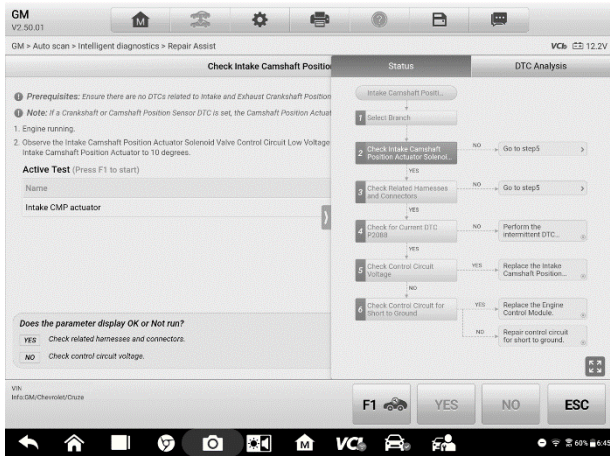 GM
V2.50.01
GM > Auto scan > Intelligent diagnostics > Repair Assist
VCI 12.2V
Check Intake Camshaft Positio
Status
DTC Analysis
Prerequisites: Ensure there are no DTCs related to Intake and Exhaust Crankshaft Position
Note: If a Crankshaft or Camshaft Position Sensor DTC is set, the Camshaft Position Actuat
1. Engine running.
2. Observe the Intake Camshaft Position Actuator Solenoid Valve Control Circuit Low Voltage
Intake Camshaft Position Actuator to 10 degrees.
Active Test (Press F1 to start)
Name
Intake CMP actuator
Does the parameter display OK or Not run?
YES Check related harnesses and connectors.
NO Check control circuit voltage.
Intake Camshaft Positi...
1 Select Branch
2 Check Intake Camshaft
Position Actuator Solenoi...
NO
Go to step5
YES
3 Check Related Harnesses
and Connectors
NO
Go to step5
YES
4 Check for Current DTC
P2088
NO
Perform the
intermittent DTC...
YES
5 Check Control Circuit
Voltage
YES
Replace the Intake
Camshaft Position...
NO
6 Check Control Circuit for
Short to Ground
YES
Replace the Engine
Control Module.
NO
Repair control circuit
for short to ground.
VIN
Info:GM/Chevrolet/Cruze
F1
YES
NO
ESC
VCI
60% 6:45